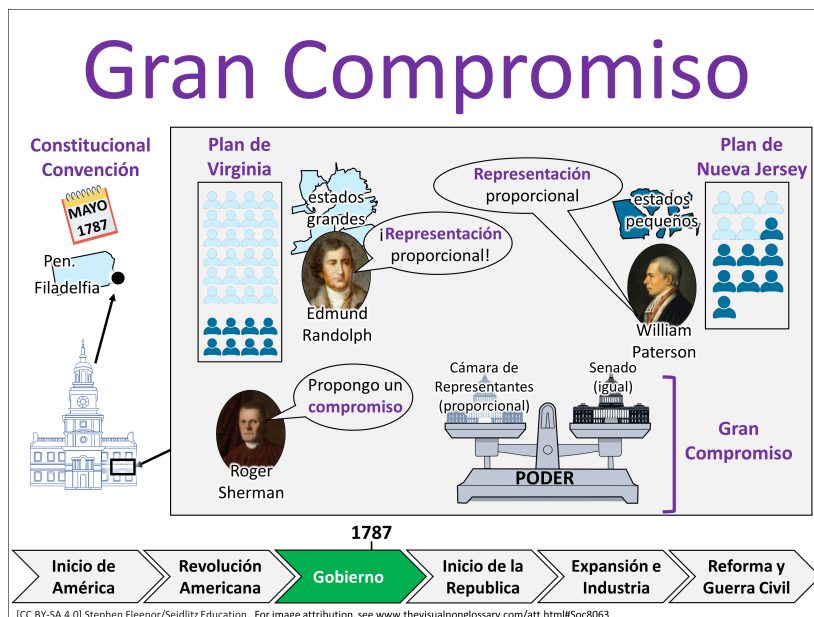 Gran Compromiso
Constitucional
Convención
MAYO
1787
Pen.
Filadelfia
Plan de
Virginia
estados
grandes
¡Representación
proporcional!
Edmund
Randolph
Representación
proporcional
estados
pequeños
William
Paterson
Plan de
Nueva Jersey
Propongo un
compromiso
Roger
Sherman
Cámara de
Representantes
(proporcional)
Senado
(igual)
PODER
Gran
Compromiso
1787
Inicio de
América
Revolución
Americana
Gobierno
Inicio de la
Republica
Expansión e
Industria
Reforma y
Guerra Civil
[CC BY-SA 4.0] Stephen Fleenor/Seidlitz Education. For image attribution, see www.thevisualnonglossary.com/att.html#Soc8063